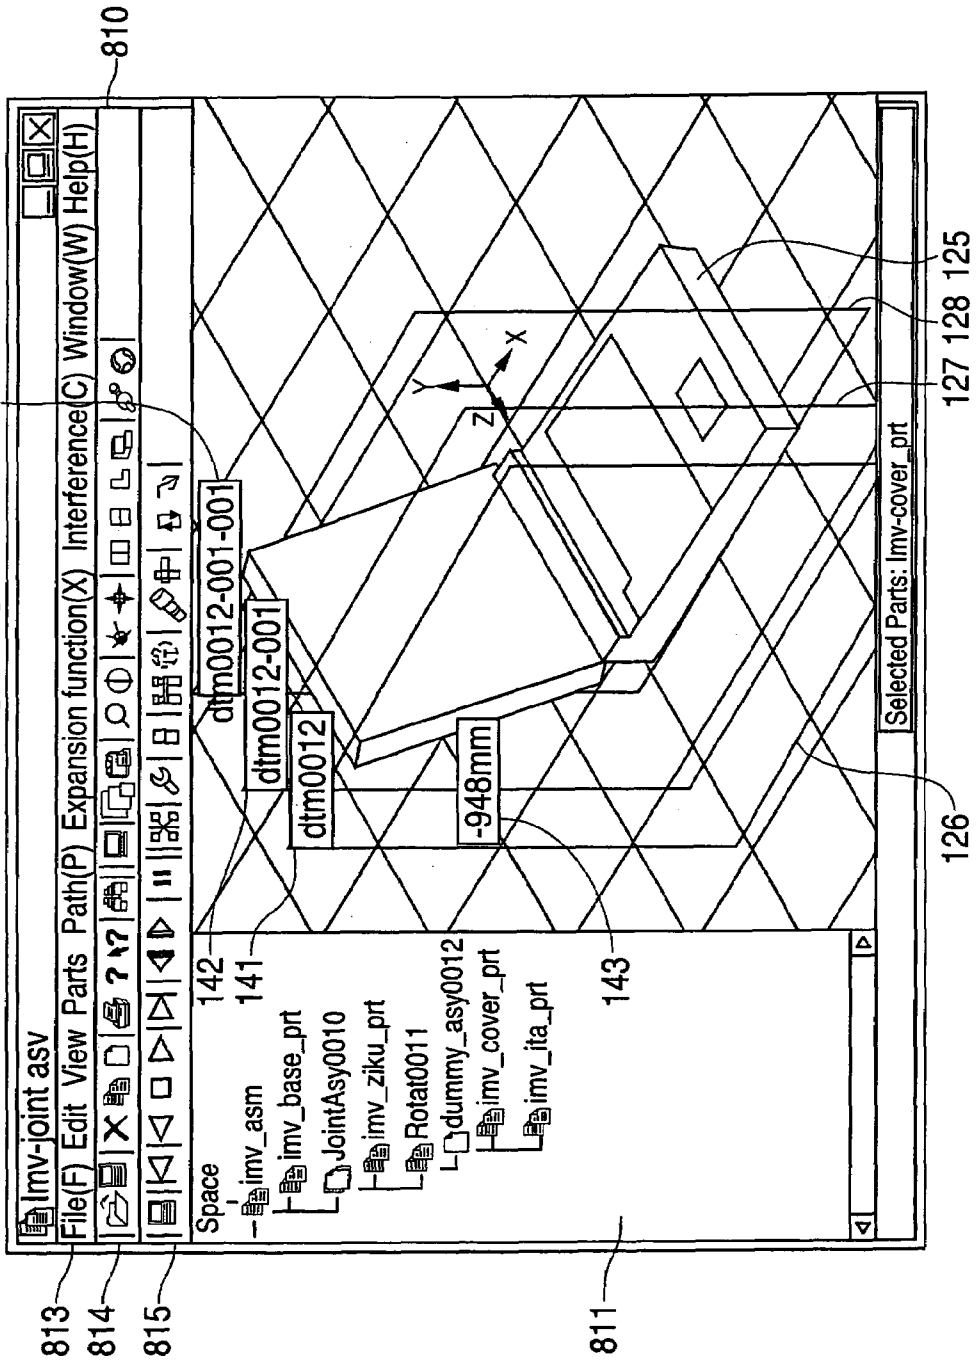 810
Imv-joint asv
813
File(F) Edit View Parts Path(P) Expansion function(X) Interference(C) Window(W) Help(H)
814
815
Space
imv_asm
imv_base_prt
JointAsy0010
imv_ziku_prt
Rotat0011
dummy_asy0012
imv_cover_prt
imv_ita_prt
811
142
141
143
dtm0012-001-001
dtm0012-001
dtm0012
-948mm
Y
X
Z
Selected Parts: Imv-cover_prt
126
127
128
125